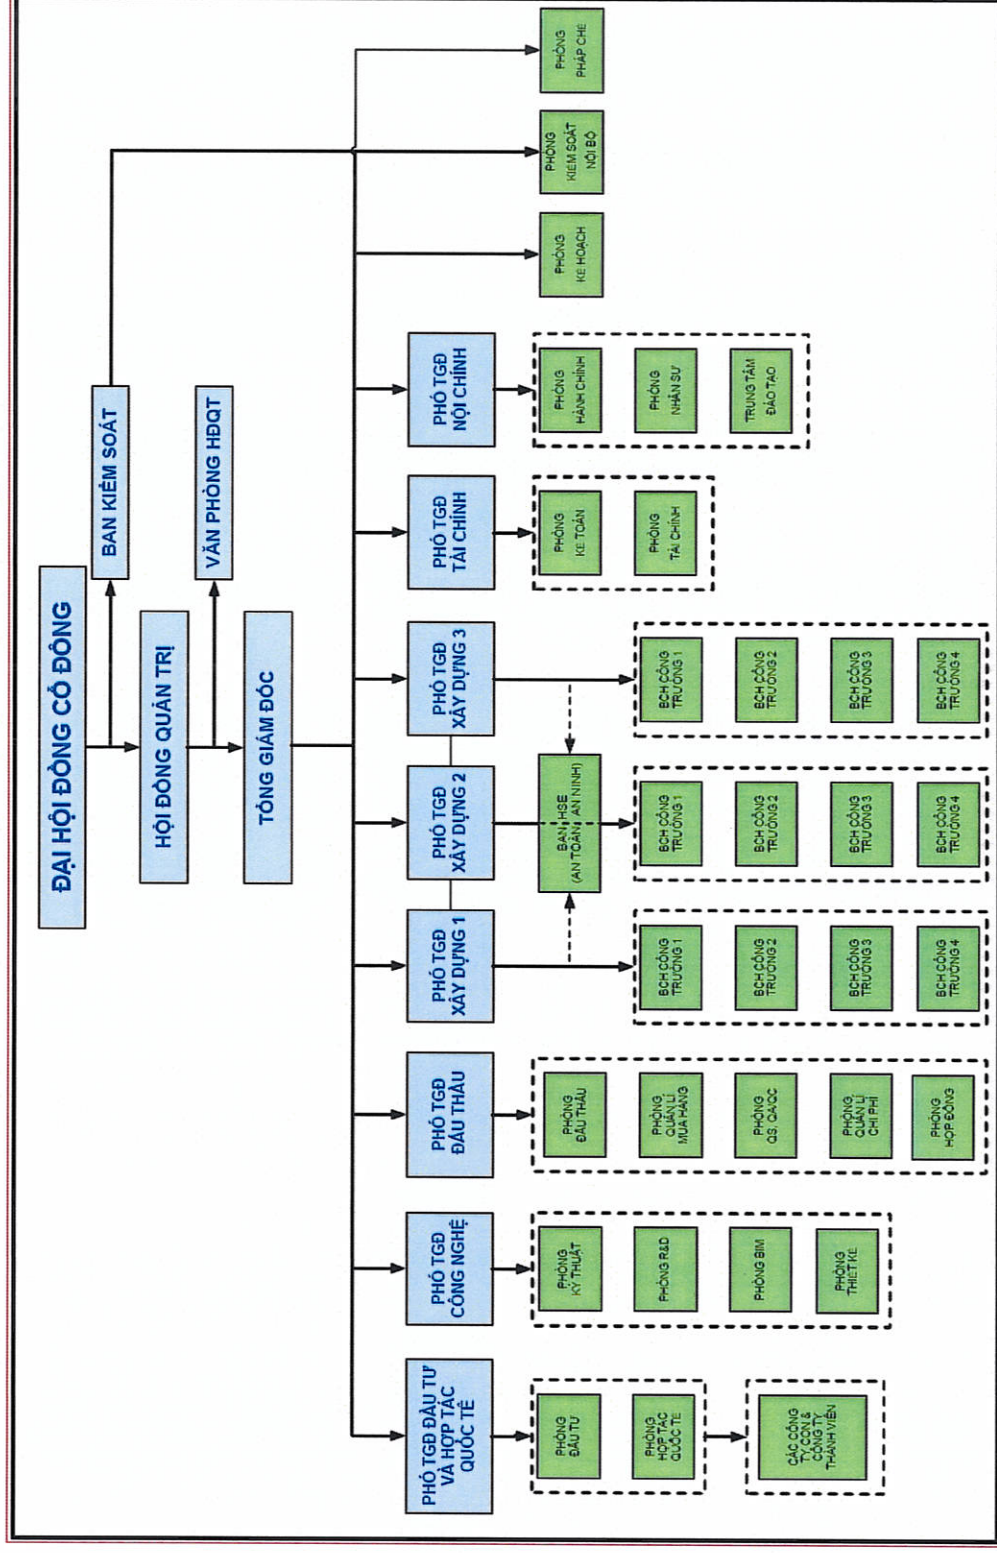 ĐẠI HỘI ĐỒNG CỔ ĐÔNG
BAN KIỂM SOÁT
HỘI ĐỒNG QUẢN TRỊ
VĂN PHÒNG HĐQT
TỔNG GIÁM ĐỐC
PHÓ TGĐ ĐẦU TƯ
VÀ HỢP TÁC
QUỐC TẾ
PHÓ TGĐ
CÔNG NGHỆ
PHÓ TGĐ
ĐẤU THẦU
PHÓ TGĐ
XÂY DỰNG 1
PHÓ TGĐ
XÂY DỰNG 2
PHÓ TGĐ
XÂY DỰNG 3
PHÓ TGĐ
TÀI CHÍNH
PHÓ TGĐ
NỘI CHÍNH
PHÒNG
ĐẦU TƯ
PHÒNG
HỢP TÁC
QUỐC TẾ
CÁC CÔNG
TY CON &
CÔNG TY
THÀNH VIÊN
PHÒNG
KỸ THUẬT
PHÒNG R&D
PHÒNG BIM
PHÒNG
THIẾT KẾ
PHÒNG
ĐẤU THẦU
PHÒNG
QUẢN LÍ
MUA HÀNG
PHÒNG
QS, QA/QC
PHÒNG
QUẢN LÍ
CHI PHÍ
PHÒNG
HỢP ĐỒNG
BAN HSE
(AN TOÀN, AN NINH)
BCH CÔNG
TRƯỜNG 1
BCH CÔNG
TRƯỜNG 2
BCH CÔNG
TRƯỜNG 3
BCH CÔNG
TRƯỜNG 4
BCH CÔNG
TRƯỜNG 1
BCH CÔNG
TRƯỜNG 2
BCH CÔNG
TRƯỜNG 3
BCH CÔNG
TRƯỜNG 4
BCH CÔNG
TRƯỜNG 1
BCH CÔNG
TRƯỜNG 2
BCH CÔNG
TRƯỜNG 3
BCH CÔNG
TRƯỜNG 4
PHÒNG
KẾ TOÁN
PHÒNG
TÀI CHÍNH
PHÒNG
HÀNH CHÍNH
PHÒNG
NHÂN SỰ
TRUNG TÂM
ĐÀO TẠO
PHÒNG
KẾ HOẠCH
PHÒNG
KIỂM SOÁT
NỘI BỘ
PHÒNG
PHÁP CHẾ